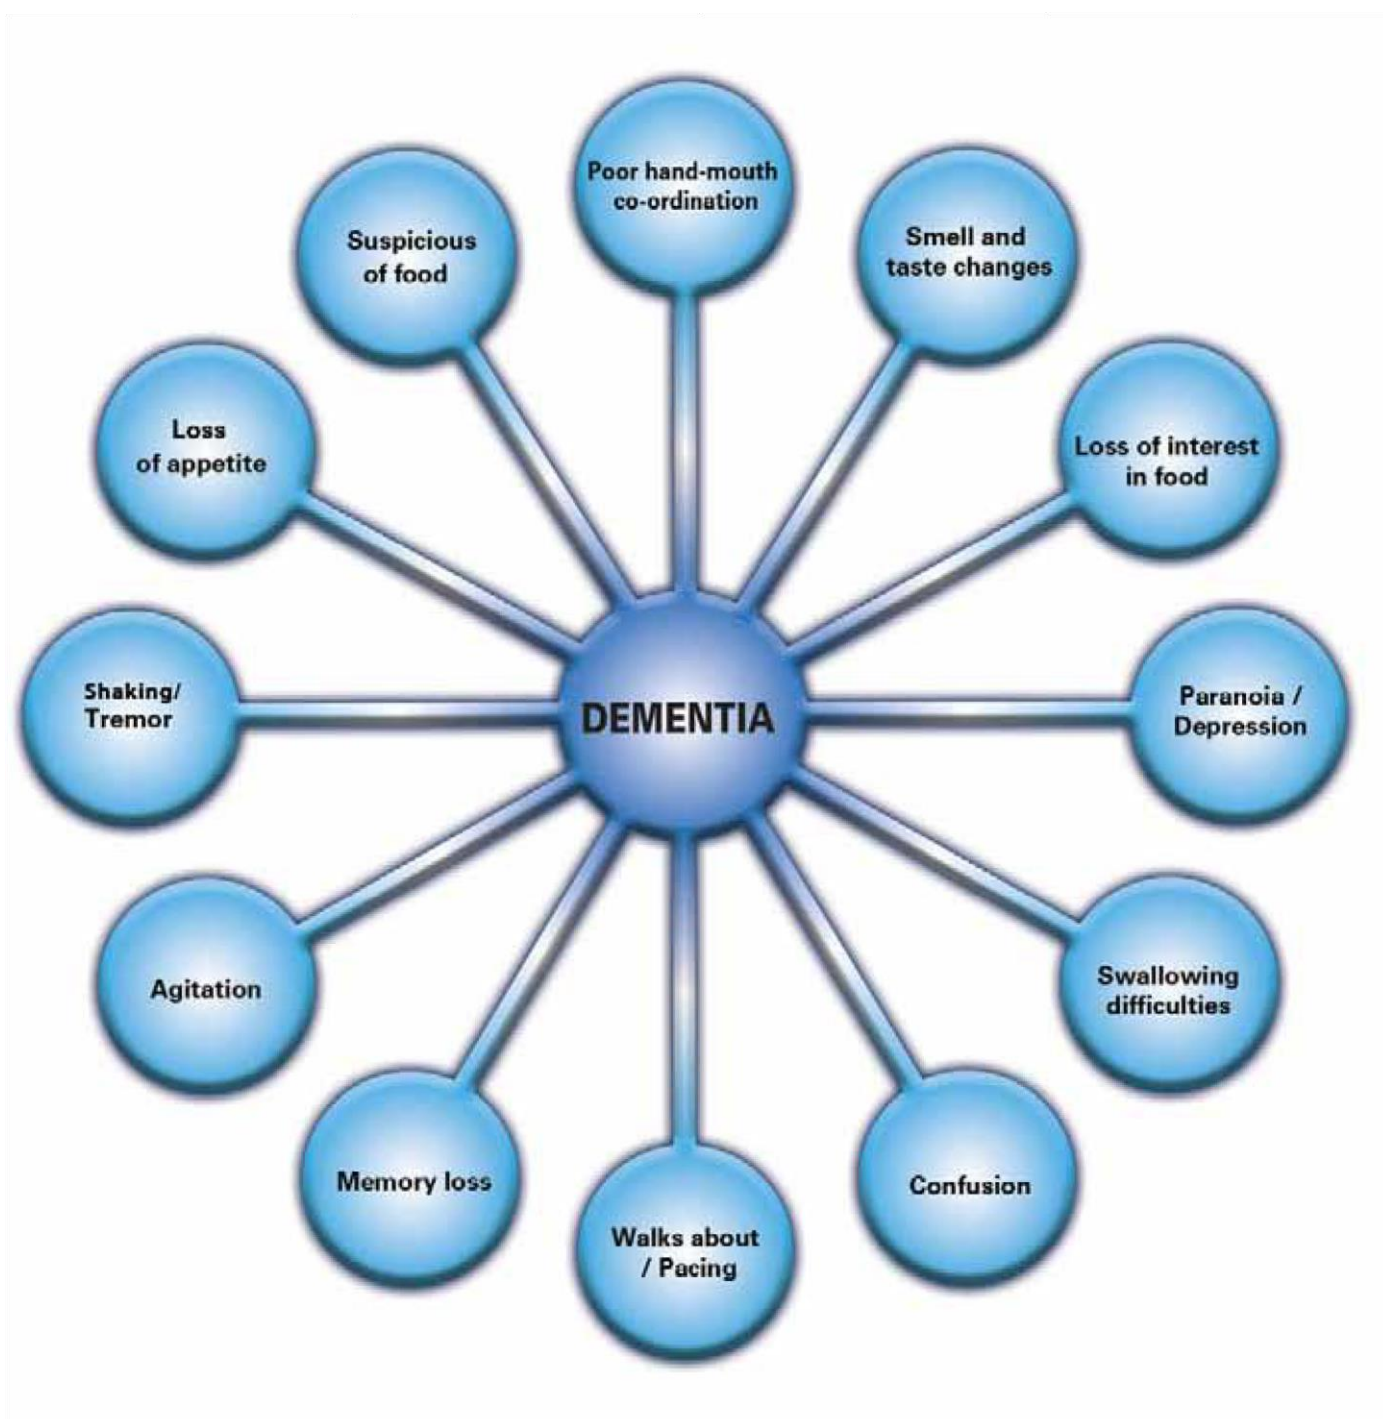 Poor hand-mouth
co-ordination
Smell and
taste changes
Loss of interest
in food
Paranoia /
Depression
Swallowing
difficulties
Confusion
Walks about
/ Pacing
Memory loss
Agitation
Shaking/
Tremor
Loss
of appetite
Suspicious
of food
DEMENTIA